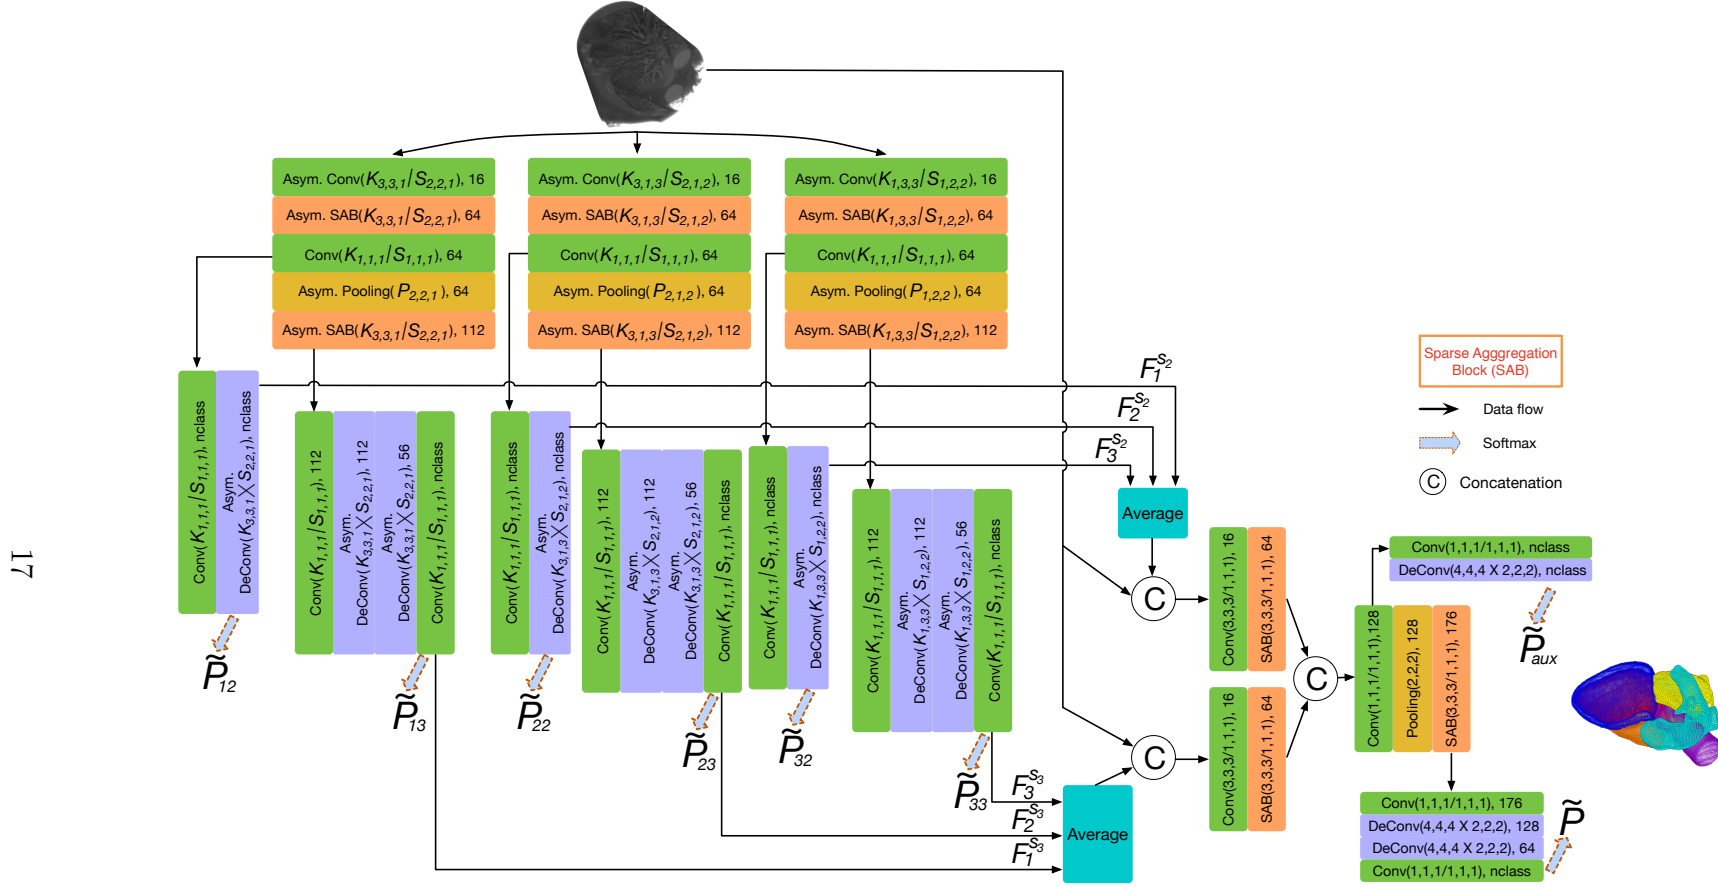 Asym. Conv(K3,3,1/S2,2,1), 16
Asym. SAB(K3,3,1/S2,2,1), 64
Conv(K1,1,1/S1,1,1), 64
Asym. Pooling(P2,2,1), 64
Asym. SAB(K3,3,1/S2,2,1), 112
Asym. Conv(K3,1,3/S2,1,2), 16
Asym. SAB(K3,1,3/S2,1,2), 64
Conv(K1,1,1/S1,1,1), 64
Asym. Pooling(P2,1,2), 64
Asym. SAB(K3,1,3/S2,1,2), 112
Asym. Conv(K1,3,3/S1,2,2), 16
Asym. SAB(K1,3,3/S1,2,2), 64
Conv(K1,1,1/S1,1,1), 64
Asym. Pooling(P1,2,2), 64
Asym. SAB(K1,3,3/S1,2,2), 112
Conv(K1,1,1/S1,1,1), nclass
Asym.
DeConv(K3,3,1 X S2,2,1), nclass
P̃12
Conv(K1,1,1/S1,1,1), 112
Asym.
DeConv(K3,3,1 X S2,2,1), 112
Asym.
DeConv(K3,3,1 X S2,2,1), 56
Conv(K1,1,1/S1,1,1), nclass
P̃13
Conv(K1,1,1/S1,1,1), nclass
Asym.
DeConv(K3,1,3 X S2,1,2), nclass
P̃22
Conv(K1,1,1/S1,1,1), 112
Asym.
DeConv(K3,1,3 X S2,1,2), 112
Asym.
DeConv(K3,1,3 X S2,1,2), 56
Conv(K1,1,1/S1,1,1), nclass
P̃23
Conv(K1,1,1/S1,1,1), nclass
Asym.
DeConv(K1,3,3 X S1,2,2), nclass
P̃32
Conv(K1,1,1/S1,1,1), 112
Asym.
DeConv(K1,3,3 X S1,2,2), 112
Asym.
DeConv(K1,3,3 X S1,2,2), 56
Conv(K1,1,1/S1,1,1), nclass
P̃33
F1^S2
F2^S2
F3^S2
Average
F3^S3
F2^S3
F1^S3
Average
C
C
Conv(3,3,3/1,1,1), 16
SAB(3,3,3/1,1,1), 64
Conv(3,3,3/1,1,1), 16
SAB(3,3,3/1,1,1), 64
C
Conv(1,1,1/1,1,1),128
Pooling(2,2,2), 128
SAB(3,3,3/1,1,1), 176
Conv(1,1,1/1,1,1), nclass
DeConv(4,4,4 X 2,2,2), nclass
P̃aux
Conv(1,1,1/1,1,1), 176
DeConv(4,4,4 X 2,2,2), 128
DeConv(4,4,4 X 2,2,2), 64
Conv(1,1,1/1,1,1), nclass
P̃
Sparse Agggregation
Block (SAB)
Data flow
Softmax
C Concatenation
17